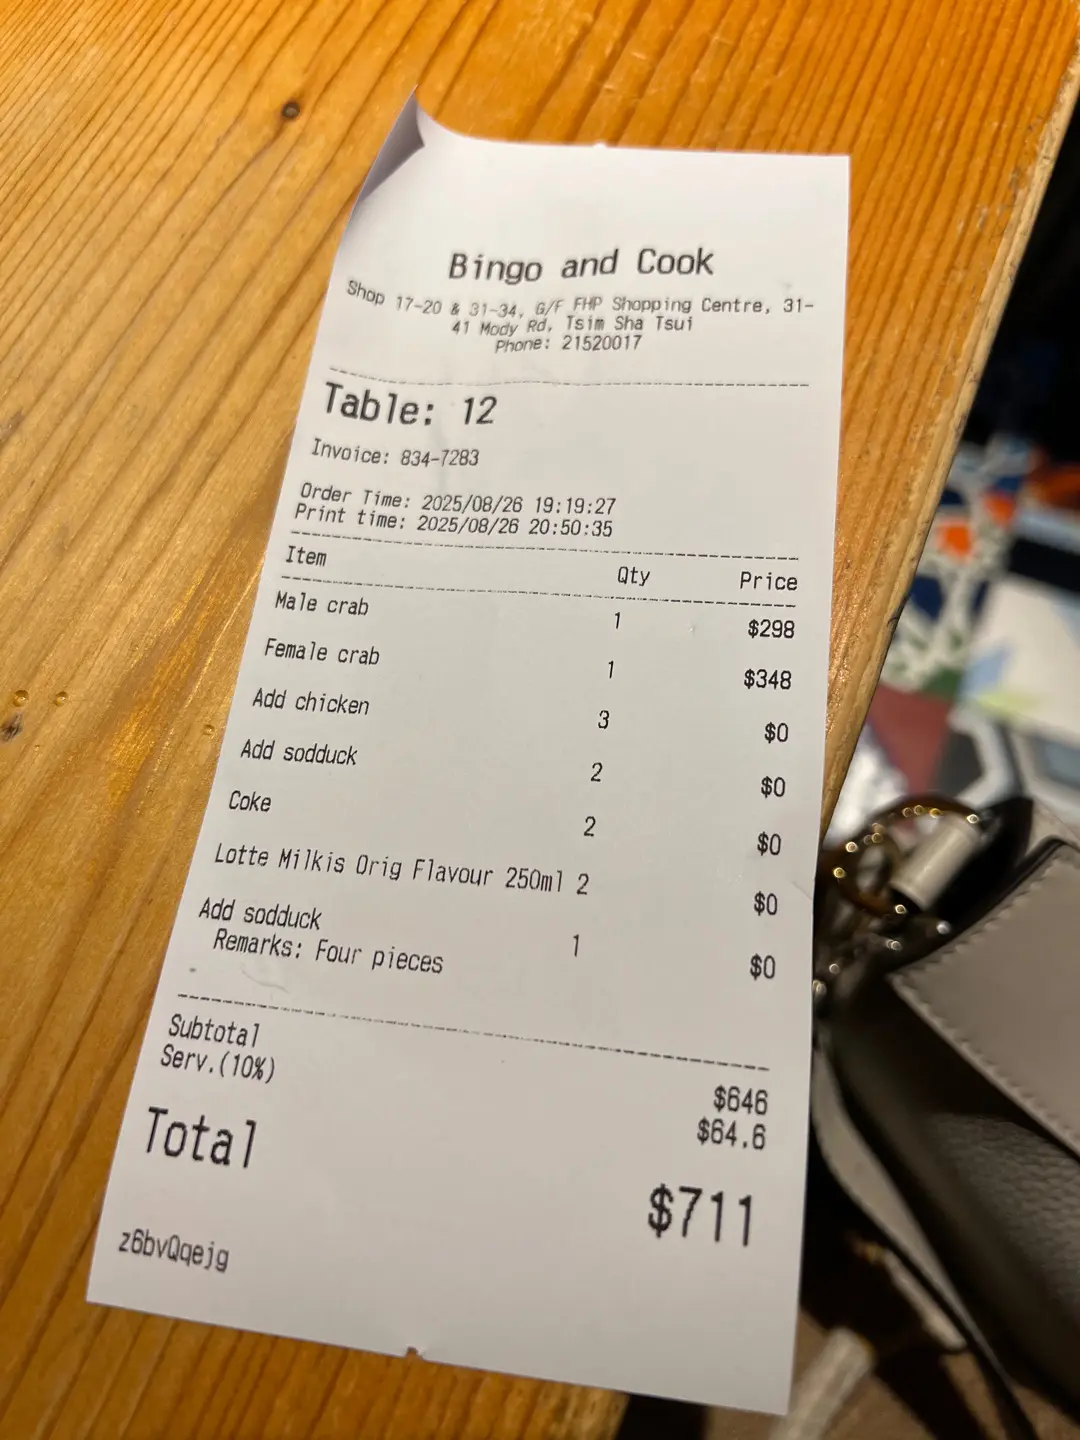 Bingo and Cook
Shop 17-20 & 31-34, G/F FHP Shopping Centre, 31-
41 Mody Rd, Tsim Sha Tsui
Phone: 21520017
Table: 12
Invoice: 834-7283
Order Time: 2025/08/26 19:19:27
Print time: 2025/08/26 20:50:35
Item Qty Price
Male crab 1 $298
Female crab 1 $348
Add chicken 3 $0
Add sodduck 2 $0
Coke 2 $0
Lotte Milkis Orig Flavour 250ml 2 $0
Add sodduck 1 $0
Remarks: Four pieces
Subtotal $646
Serv.(10%) $64.6
Total $711
z6bvQqejg